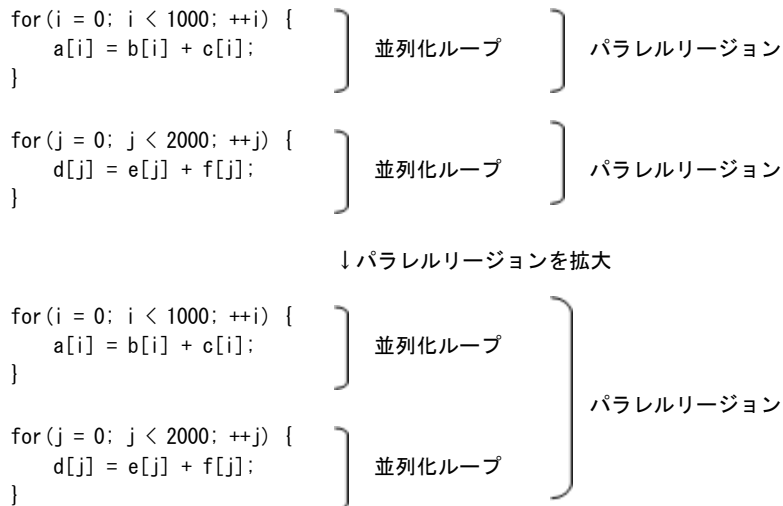 for(i = 0; i < 1000; ++i) {
    a[i] = b[i] + c[i];    並列化ループ    パラレルリージョン
}
for(j = 0; j < 2000; ++j) {
    d[j] = e[j] + f[j];    並列化ループ    パラレルリージョン
}
↓パラレルリージョンを拡大
for(i = 0; i < 1000; ++i) {
    a[i] = b[i] + c[i];    並列化ループ
}
パラレルリージョン
for(j = 0; j < 2000; ++j) {
    d[j] = e[j] + f[j];    並列化ループ
}